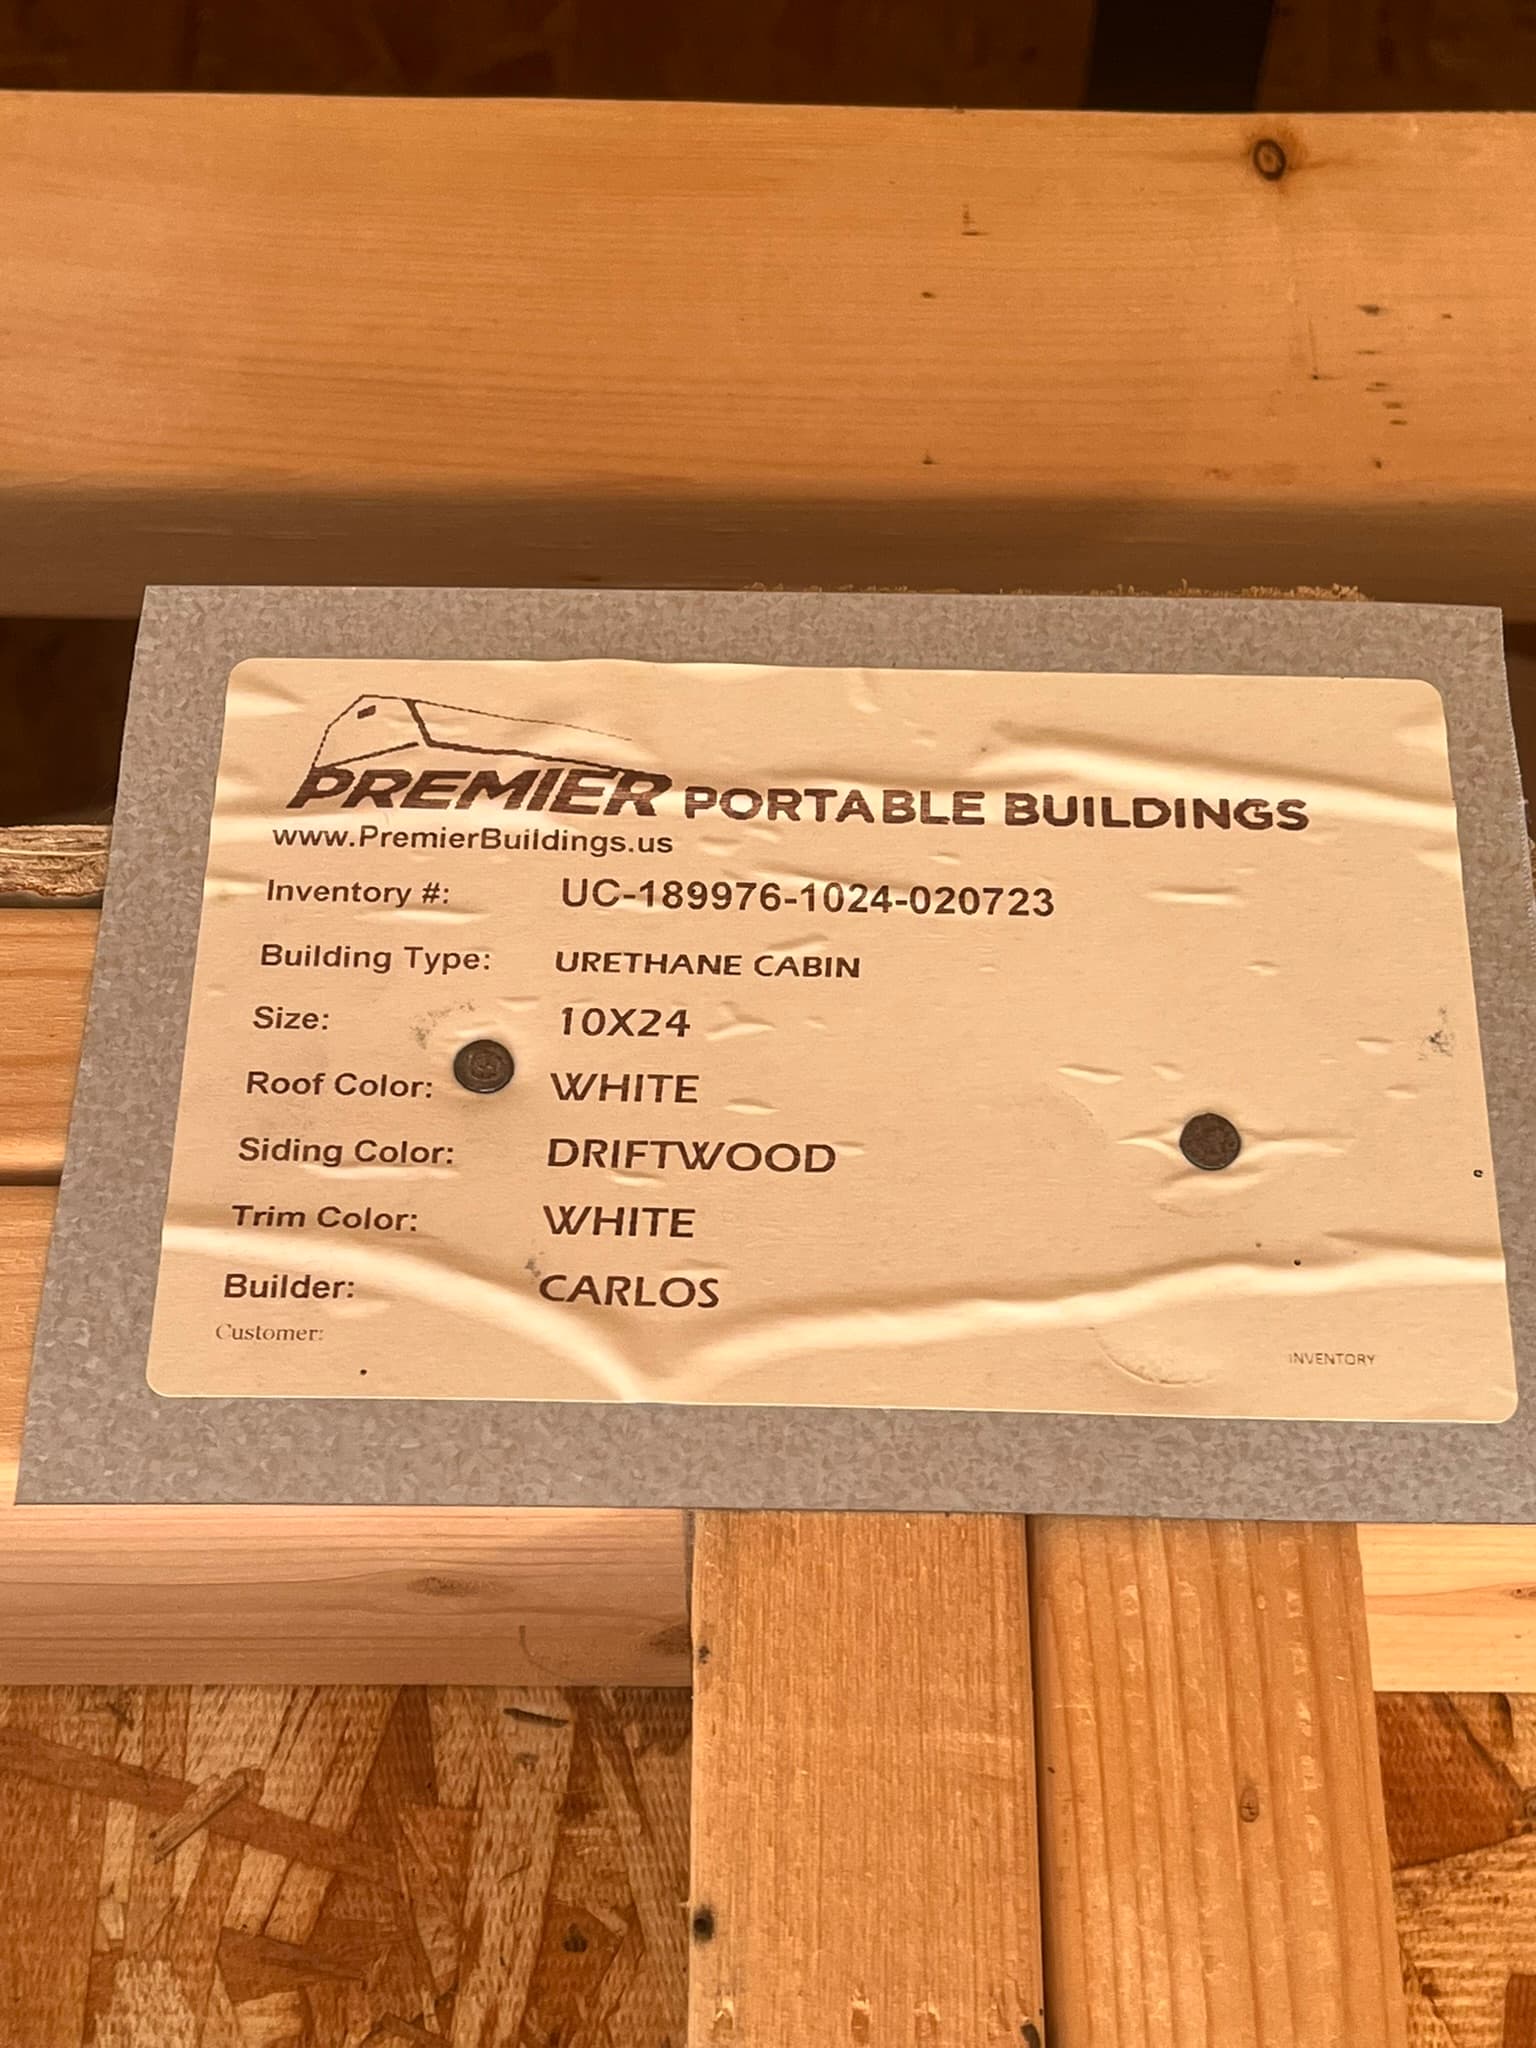 PREMIER PORTABLE BUILDINGS
www.PremierBuildings.us
Inventory #: UC-189976-1024-020723
Building Type: URETHANE CABIN
Size: 10X24
Roof Color: WHITE
Siding Color: DRIFTWOOD
Trim Color: WHITE
Builder: CARLOS
Customer:
INVENTORY